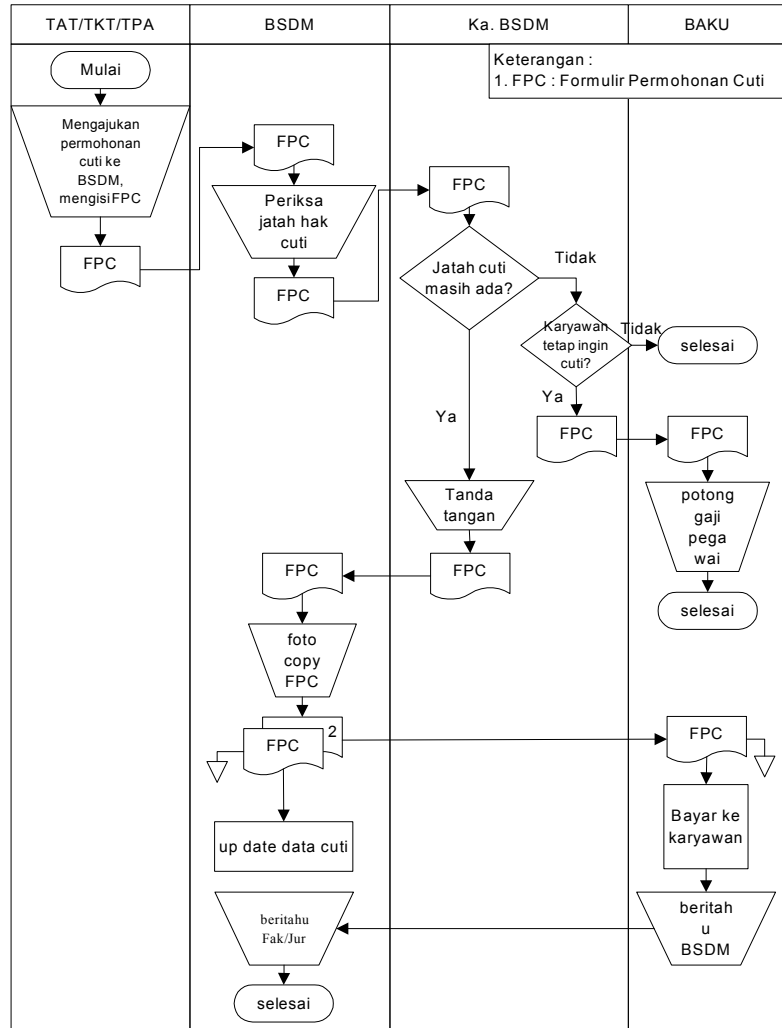 TAT/TKT/TPA
BSDM
Ka. BSDM
BAKU
Keterangan :
1. FPC : Formulir Permohonan Cuti
Mulai
Mengajukan
permohonan
cuti ke
BSDM,
mengisi FPC
FPC
FPC
Periksa
jatah hak
cuti
FPC
FPC
Jatah cuti
masih ada?
Tidak
Karyawan
tetap ingin
cuti?
Tidak
selesai
Ya
Ya
FPC
FPC
potong
gaji
pega
wai
selesai
Tanda
tangan
FPC
FPC
foto
copy
FPC
2
FPC
FPC
up date data cuti
Bayar ke
karyawan
beritah
u
BSDM
beritahu
Fak/Jur
selesai